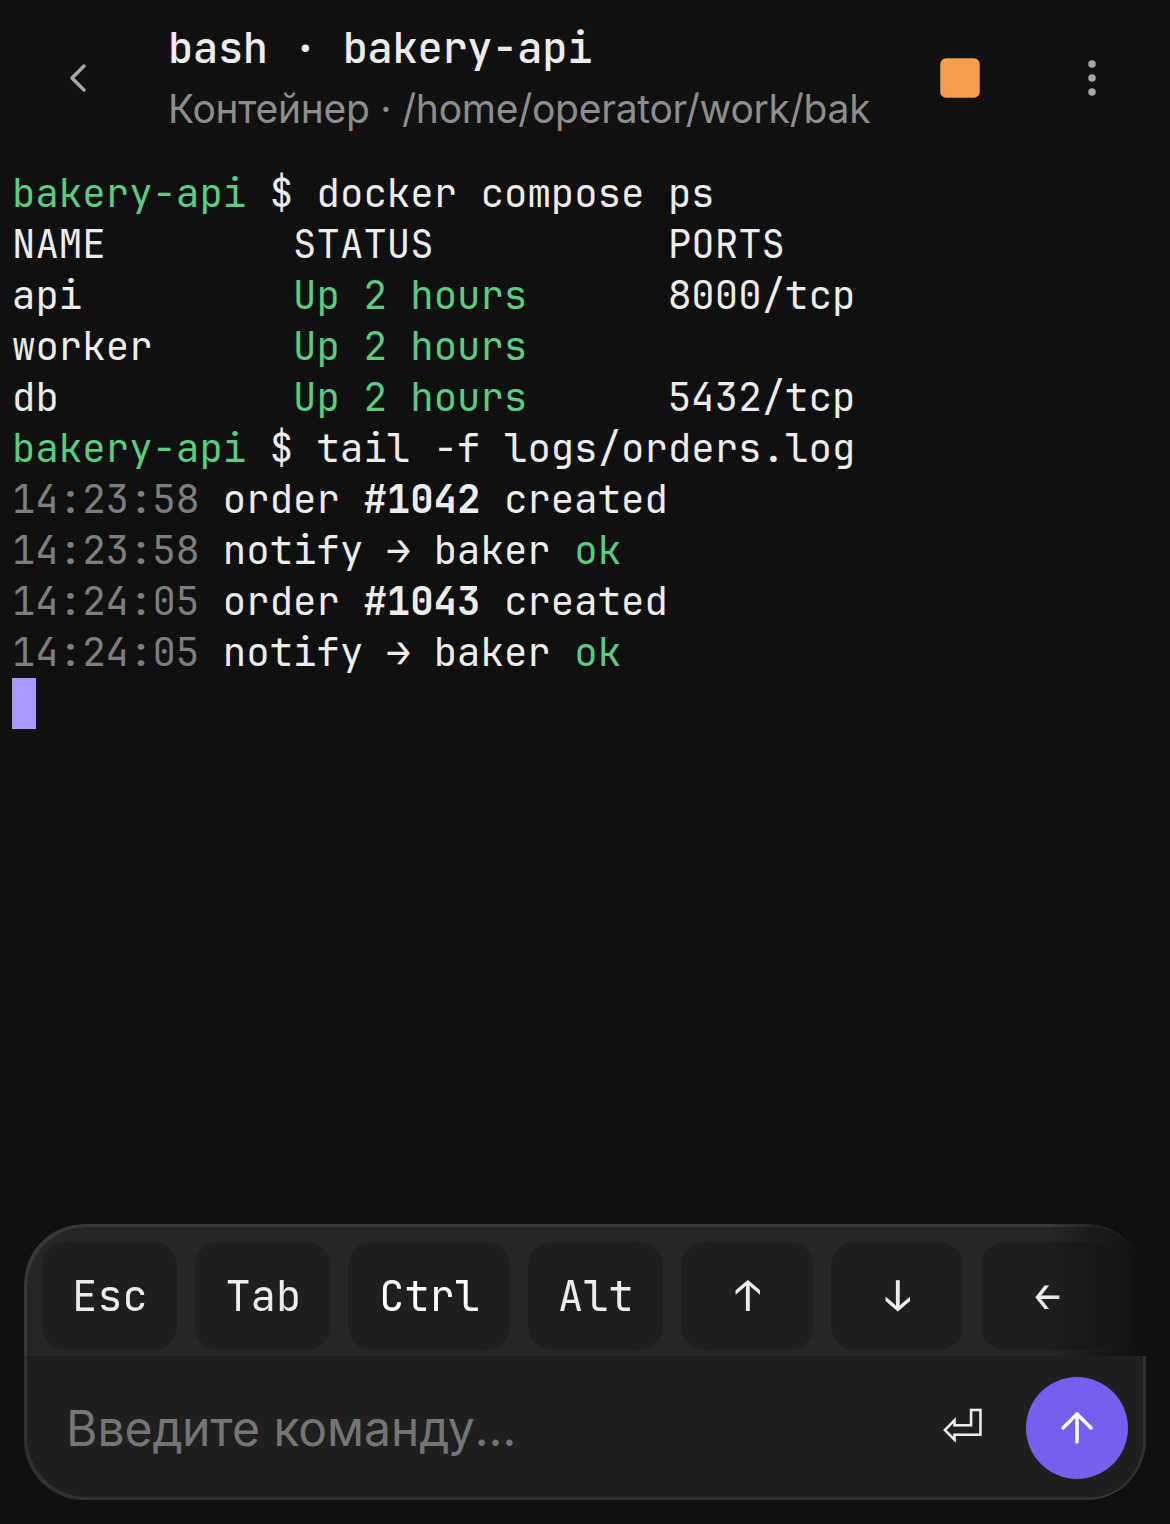 bash · bakery-api
Контейнер · /home/operator/work/bak
bakery-api $ docker compose ps
NAME STATUS PORTS
api Up 2 hours 8000/tcp
worker Up 2 hours
db Up 2 hours 5432/tcp
bakery-api $ tail -f logs/orders.log
14:23:58 order #1042 created
14:23:58 notify → baker ok
14:24:05 order #1043 created
14:24:05 notify → baker ok
Esc Tab Ctrl Alt ↑ ↓ ←
Введите команду...